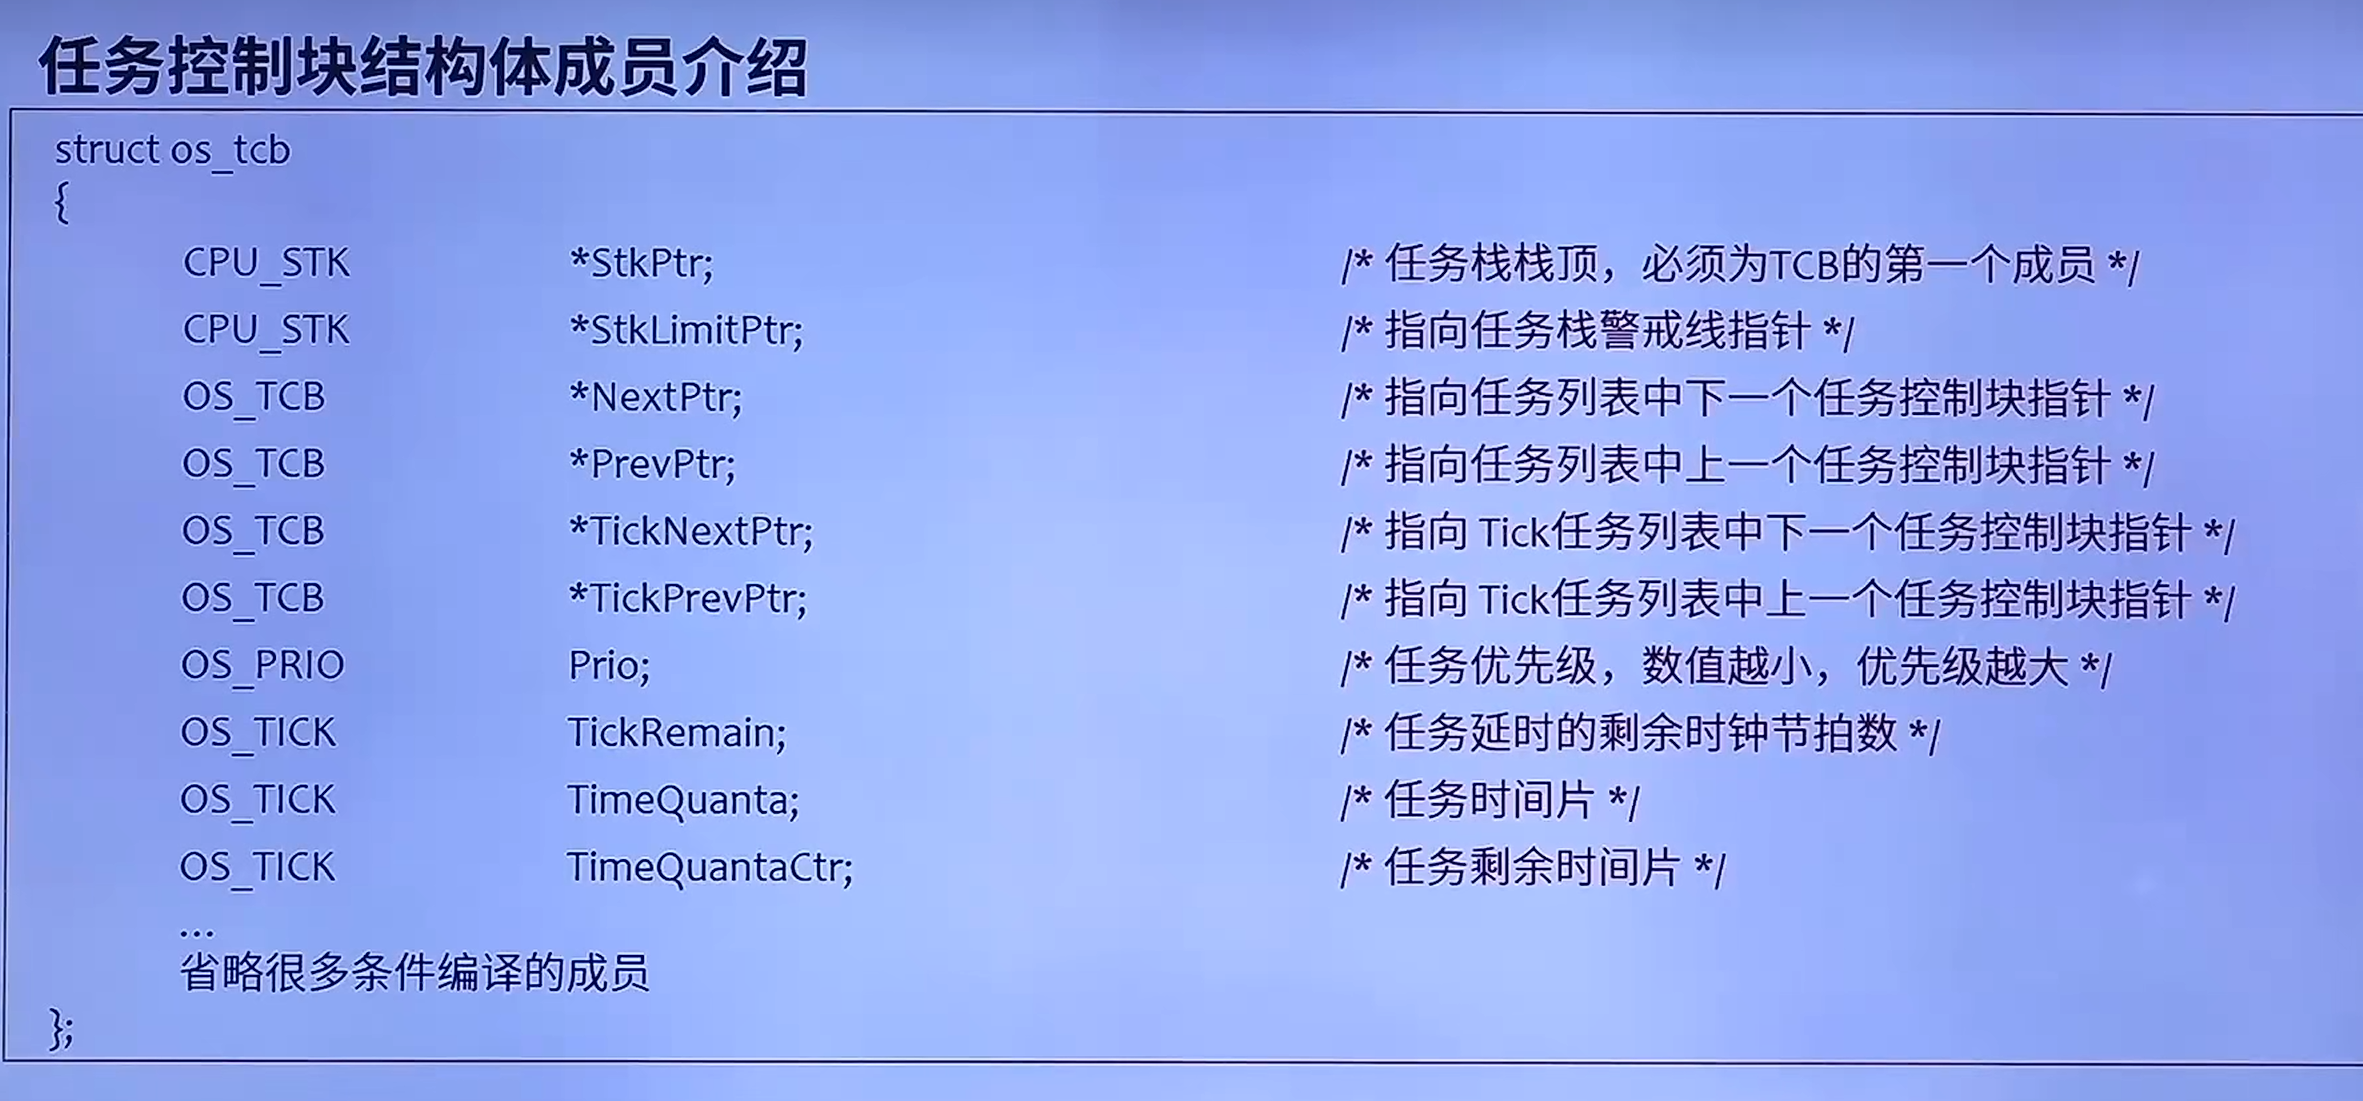 任务控制块结构体成员介绍
struct os_tcb
{
CPU_STK *StkPtr; /* 任务栈栈顶，必须为TCB的第一个成员 */
CPU_STK *StkLimitPtr; /* 指向任务栈警戒线指针 */
OS_TCB *NextPtr; /* 指向任务列表中下一个任务控制块指针 */
OS_TCB *PrevPtr; /* 指向任务列表中上一个任务控制块指针 */
OS_TCB *TickNextPtr; /* 指向 Tick任务列表中下一个任务控制块指针 */
OS_TCB *TickPrevPtr; /* 指向 Tick任务列表中上一个任务控制块指针 */
OS_PRIO Prio; /* 任务优先级，数值越小，优先级越大 */
OS_TICK TickRemain; /* 任务延时的剩余时钟节拍数 */
OS_TICK TimeQuanta; /* 任务时间片 */
OS_TICK TimeQuantaCtr; /* 任务剩余时间片 */
...
省略很多条件编译的成员
};